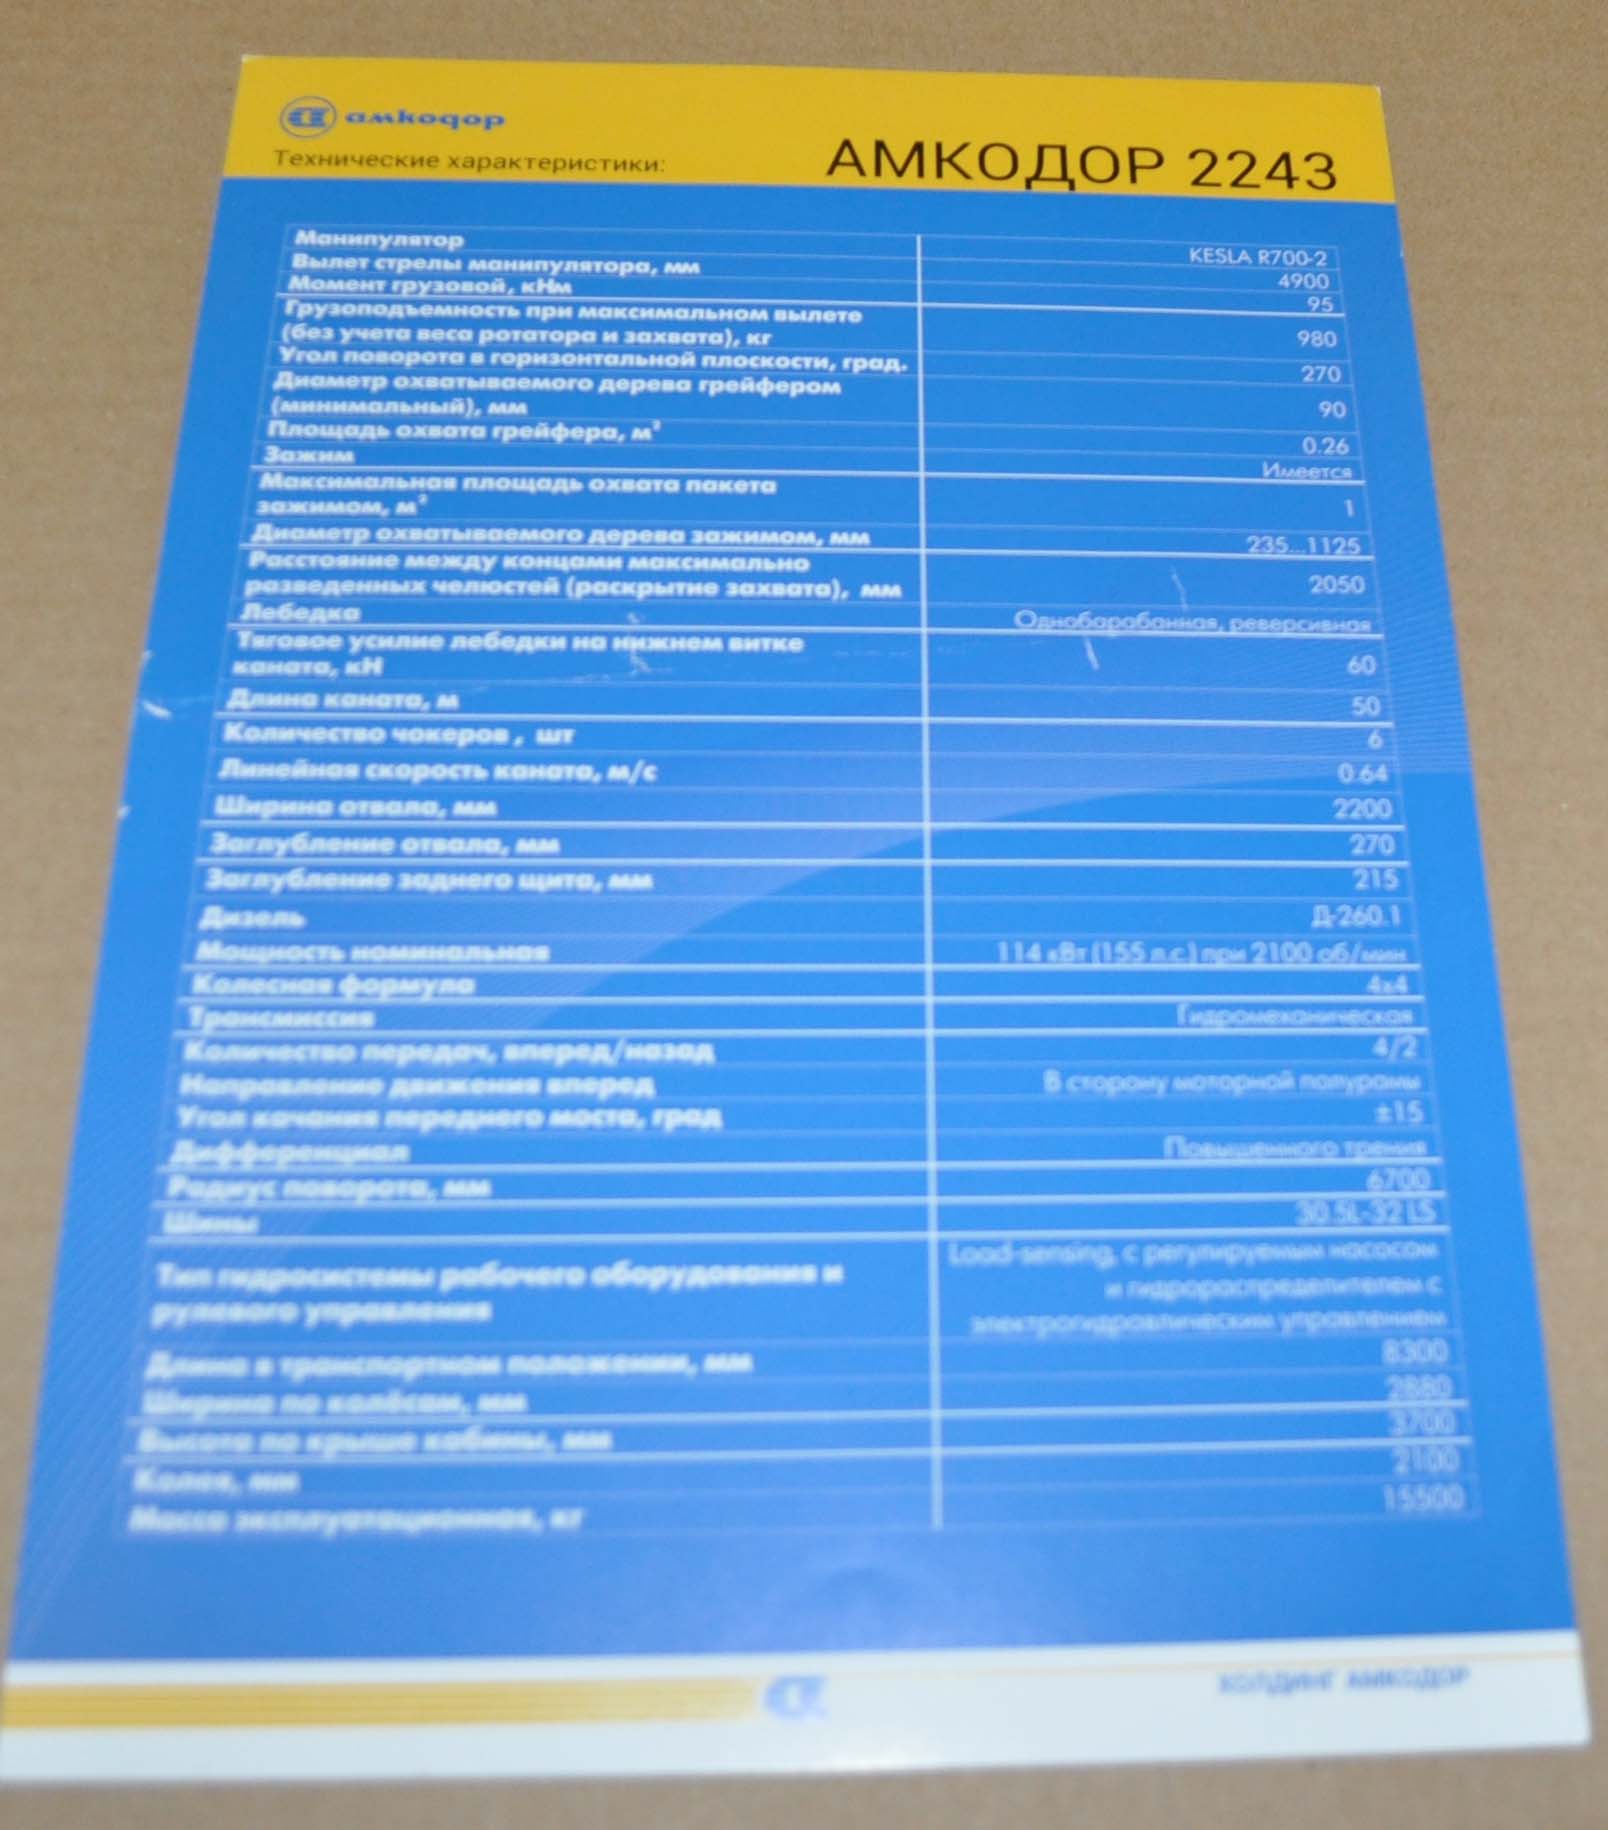 амкодор
Технические характеристики:
АМКОДОР 2243
Манипулятор KESLA R700-2
Вылет стрелы манипулятора, мм 4900
Момент грузовой, кНм 95
Грузоподъемность при максимальном вылете
(без учета веса ротатора и захвата), кг 980
Угол поворота в горизонтальной плоскости, град. 270
Диаметр охватываемого дерева грейфером
(минимальный), мм 90
Площадь охвата грейфера, м² 0.26
Зажим Имеется
Максимальная площадь охвата пакета
зажимом, м² 1
Диаметр охватываемого дерева зажимом, мм 235...1125
Расстояние между концами максимально
разведенных челюстей (раскрытие захвата), мм 2050
Лебедка Однобарабанная, реверсивная
Тяговое усилие лебедки на нижнем витке
каната, кН 60
Длина каната, м 50
Количество чокеров , шт 6
Линейная скорость каната, м/с 0.64
Ширина отвала, мм 2200
Заглубление отвала, мм 270
Заглубление заднего щита, мм 215
Дизель Д-260.1
Мощность номинальная 114 кВт (155 л.с.) при 2100 об/мин
Колесная формула 4х4
Трансмиссия Гидромеханическая
Количество передач, вперед/назад 4/2
Направление движения вперед В сторону моторной полурамы
Угол качания переднего моста, град ±15
Дифференциал Повышенного трения
Радиус поворота, мм 6700
Шины 30.5L-32 LS
Тип гидросистемы рабочего оборудования и
рулевого управления
Load-sensing, с регулируемым насосом
и гидрораспределителем с
электрогидровлическим управлением
Длина в транспортном положении, мм 8300
Ширина по колёсам, мм 2880
Высота по крыше кабины, мм 3700
Колея, мм 2100
Масса эксплуатационная, кг 15500
ХОЛДИНГ АМКОДОР